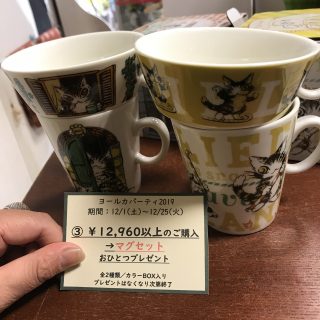 ヨールカパーティ2019
期間：12/1(土)～12/25(火)
③ ￥12,960以上のご購入
→マグセット
おひとつプレゼント
全2種類／カラーBOX入り
プレゼントはなくなり次第終了